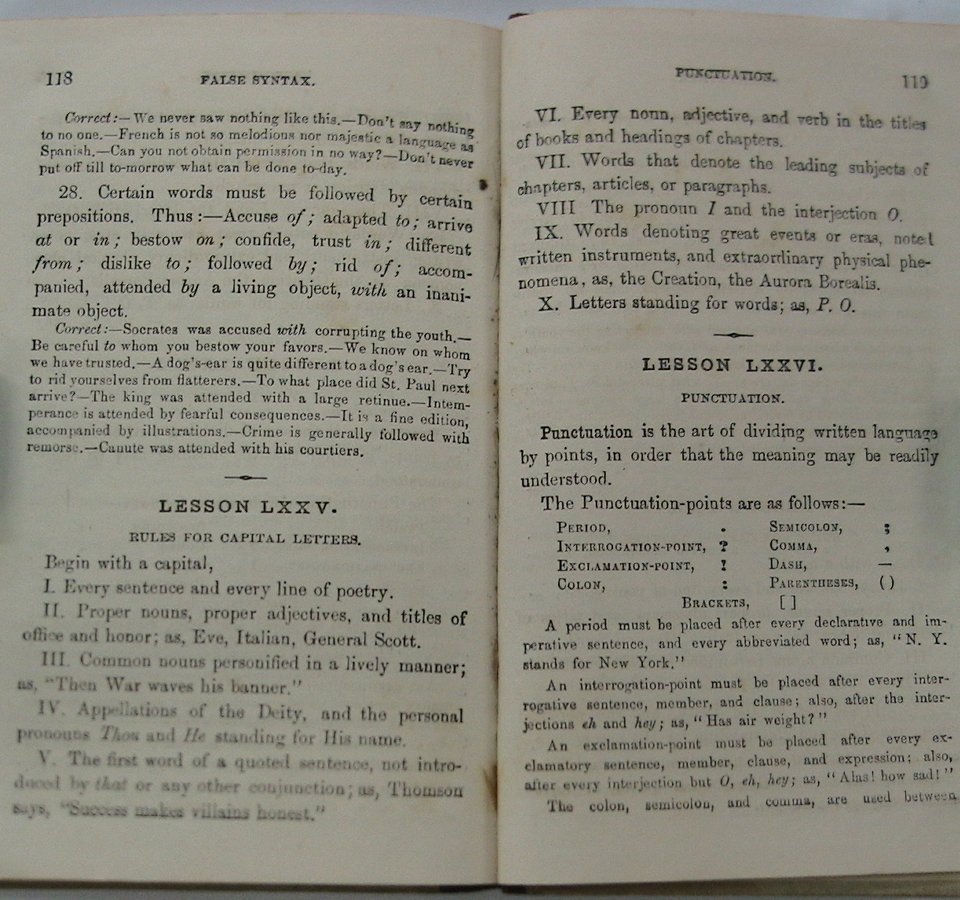 118
FALSE SYNTAX.
Correct:—We never saw nothing like this.—Don't say nothing
to no one.—French is not so melodious nor majestic a language as
Spanish.—Can you not obtain permission in no way?—Don't never
put off till to-morrow what can be done to-day.
28. Certain words must be followed by certain
prepositions. Thus:—Accuse of; adapted to; arrive
at or in; bestow on; confide, trust in; different
from; dislike to; followed by; rid of; accom-
panied, attended by a living object, with an inani-
mate object.
Correct:—Socrates was accused with corrupting the youth.—
Be careful to whom you bestow your favors.—We know on whom
we have trusted.—A dog's-ear is quite different to a dog's ear.—Try
to rid yourselves from flatterers.—To what place did St. Paul next
arrive?—The king was attended with a large retinue.—Intem-
perance is attended by fearful consequences.—It is a fine edition,
accompanied by illustrations.—Crime is generally followed with
remorse.—Canute was attended with his courtiers.
LESSON LXXV.
RULES FOR CAPITAL LETTERS.
Begin with a capital,
I. Every sentence and every line of poetry.
II. Proper nouns, proper adjectives, and titles of
office and honor; as, Eve, Italian, General Scott.
III. Common nouns personified in a lively manner;
as, "Then War waves his banner."
IV. Appellations of the Deity, and the personal
pronouns Thou and He standing for His name.
V. The first word of a quoted sentence, not intro-
duced by that or any other conjunction; as, Thomson
says, "Success makes villains honest."
PUNCTUATION.
119
VI. Every noun, adjective, and verb in the titles
of books and headings of chapters.
VII. Words that denote the leading subjects of
chapters, articles, or paragraphs.
VIII The pronoun I and the interjection O.
IX. Words denoting great events or eras, noted
written instruments, and extraordinary physical phe-
nomena, as, the Creation, the Aurora Borealis.
X. Letters standing for words; as, P. O.
LESSON LXXVI.
PUNCTUATION.
Punctuation is the art of dividing written language
by points, in order that the meaning may be readily
understood.
The Punctuation-points are as follows:—
PERIOD, . SEMICOLON, ;
INTERROGATION-POINT, ? COMMA, ,
EXCLAMATION-POINT, ! DASH, —
COLON, : PARENTHESES, ( )
BRACKETS, [ ]
A period must be placed after every declarative and im-
perative sentence, and every abbreviated word; as, "N. Y.
stands for New York."
An interrogation-point must be placed after every inter-
rogative sentence, member, and clause; also, after the inter-
jections eh and hey; as, "Has air weight?"
An exclamation-point must be placed after every ex-
clamatory sentence, member, clause, and expression; also,
after every interjection but O, eh, hey; as, "Alas! how sad!"
The colon, semicolon, and comma, are used between